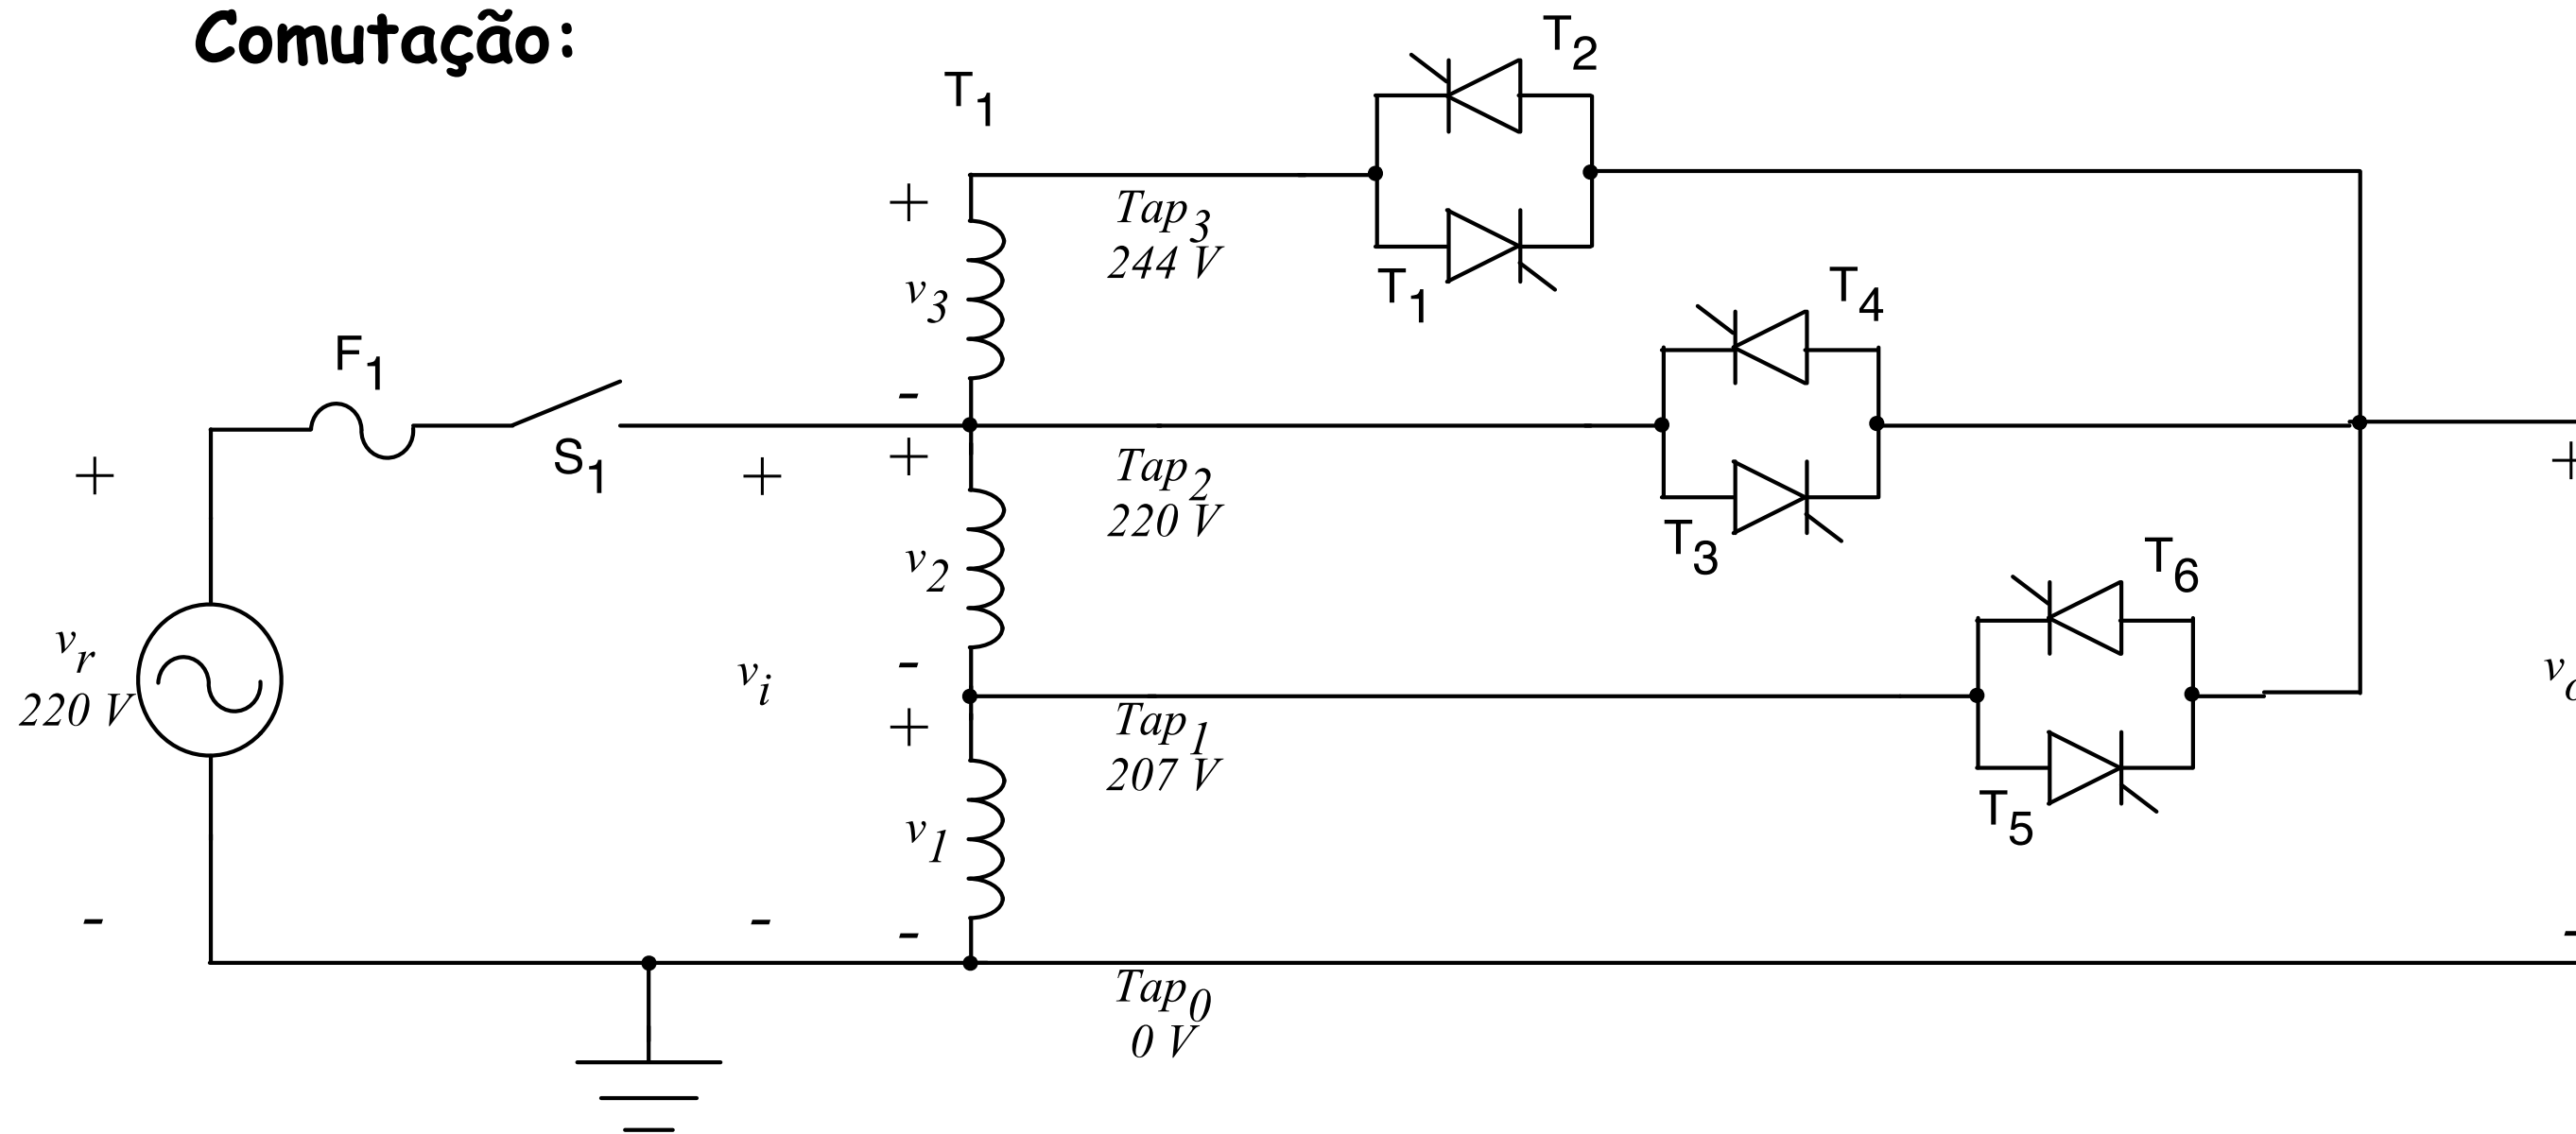 Comutação:
T2
T1
Tap3
244 V
T1
v3
T4
F1
S1
+
-
+
Tap2
220 V
T3
v2
T6
+
+
+
-
vr
220 V
vi
vo
+
-
Tap1
207 V
T5
v1
-
-
-
-
Tap0
0 V